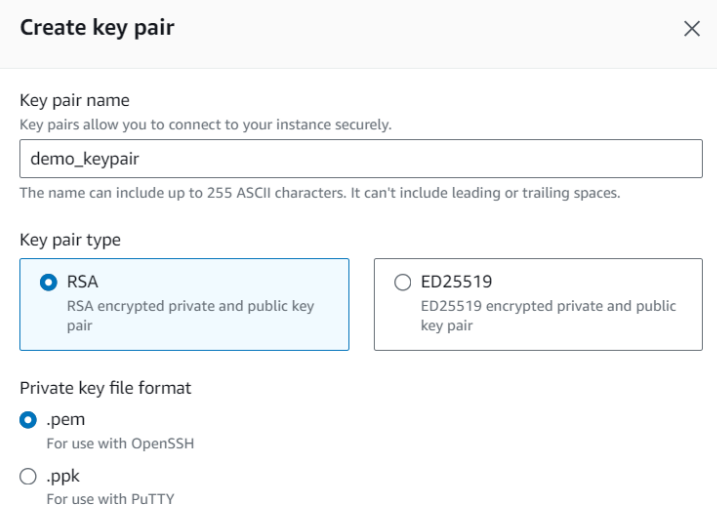 Create key pair
Key pair name
Key pairs allow you to connect to your instance securely.
demo_keypair
The name can include up to 255 ASCII characters. It can't include leading or trailing spaces.
Key pair type
RSA
RSA encrypted private and public key
pair
ED25519
ED25519 encrypted private and public
key pair
Private key file format
.pem
For use with OpenSSH
.ppk
For use with PuTTY